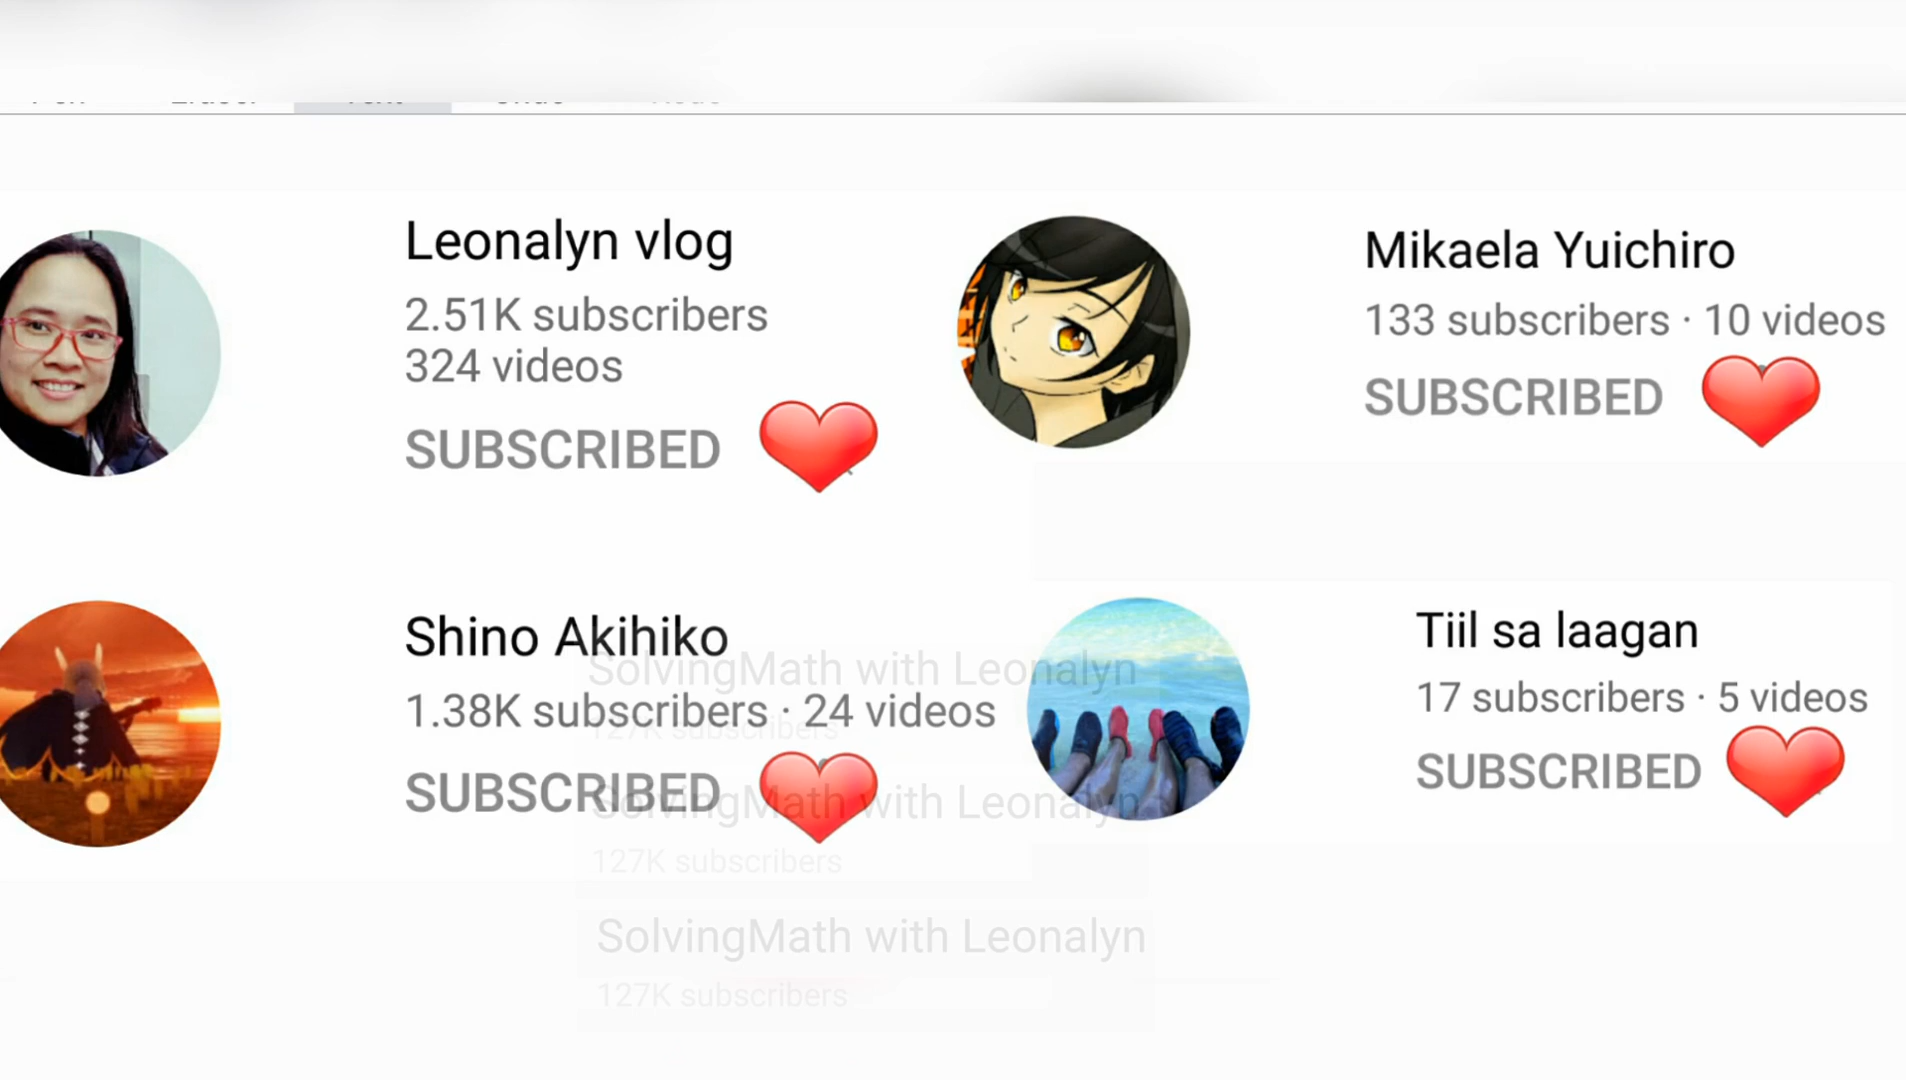 Leonalyn vlog
2.51K subscribers
324 videos
SUBSCRIBED
Mikaela Yuichiro
133 subscribers · 10 videos
SUBSCRIBED
Shino Akihiko
1.38K subscribers · 24 videos
SUBSCRIBED
Tiil sa laagan
17 subscribers · 5 videos
SUBSCRIBED
SolvingMath with Leonalyn
127K subscribers
SolvingMath with Leonalyn
127K subscribers
SolvingMath with Leonalyn
127K subscribers